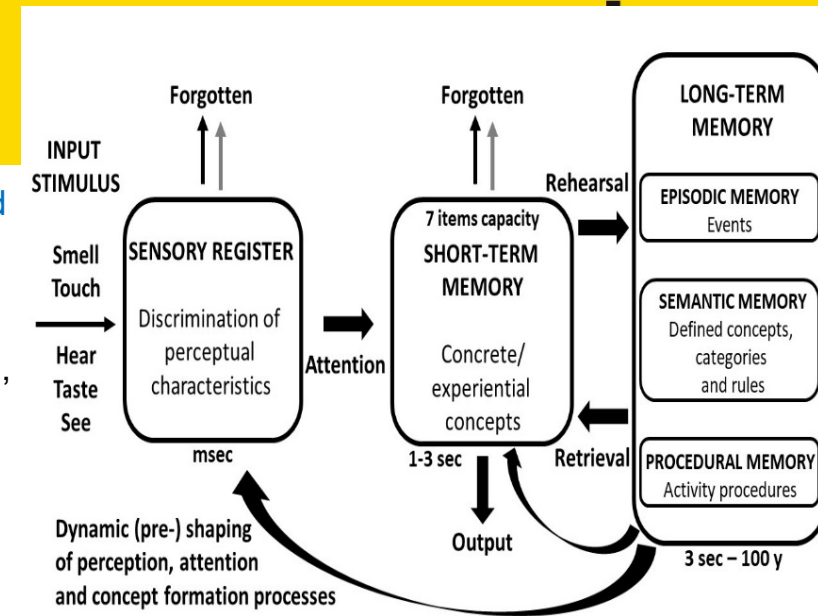 Forgotten
Forgotten
INPUT
STIMULUS
Smell
Touch
Hear
Taste
See
SENSORY REGISTER
Discrimination of
perceptual
characteristics
msec
Attention
7 items capacity
SHORT-TERM
MEMORY
Concrete/
experiential
concepts
1-3 sec
Output
Rehearsal
Retrieval
LONG-TERM
MEMORY
EPISODIC MEMORY
Events
SEMANTIC MEMORY
Defined concepts,
categories
and rules
PROCEDURAL MEMORY
Activity procedures
3 sec – 100 y
Dynamic (pre-) shaping
of perception, attention
and concept formation processes